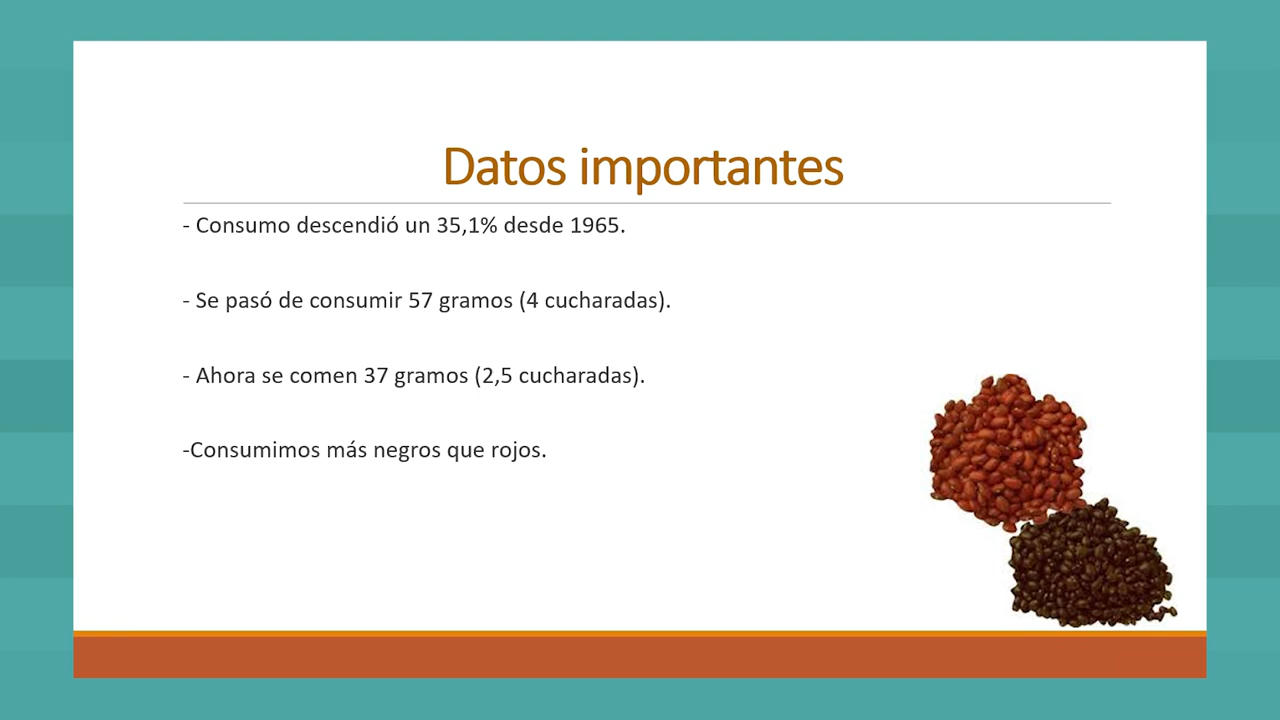 Datos importantes
- Consumo descendió un 35,1% desde 1965.
- Se pasó de consumir 57 gramos (4 cucharadas).
- Ahora se comen 37 gramos (2,5 cucharadas).
-Consumimos más negros que rojos.